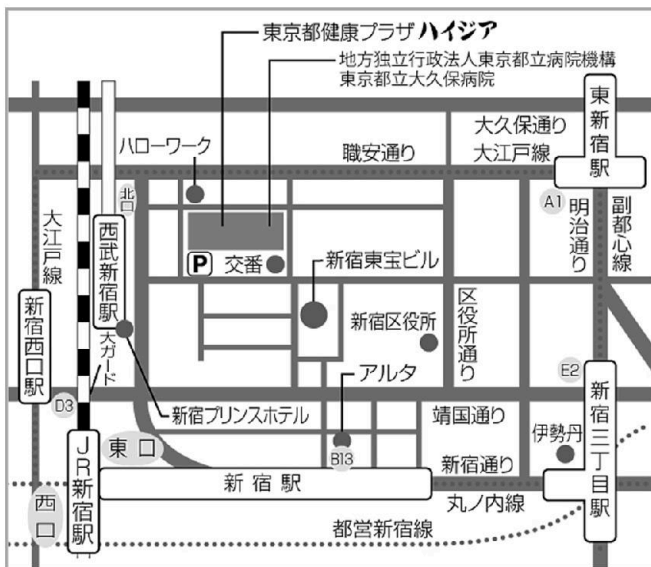 東京都健康プラザ ハイジア
地方独立行政法人東京都立病院機構
東京都立大久保病院
東新宿駅
大久保通り
ハローワーク
職安通り
大江戸線
北口
A1
明治通り
副都心線
大江戸線
西武新宿駅
P
交番
新宿東宝ビル
新宿西口駅
大ガード
新宿区役所
区役所通り
アルタ
E2
D3
新宿プリンスホテル
靖国通り
新宿三丁目駅
東口
B13
伊勢丹
JR新宿駅
新宿通り
新宿駅
西口
丸ノ内線
都営新宿線